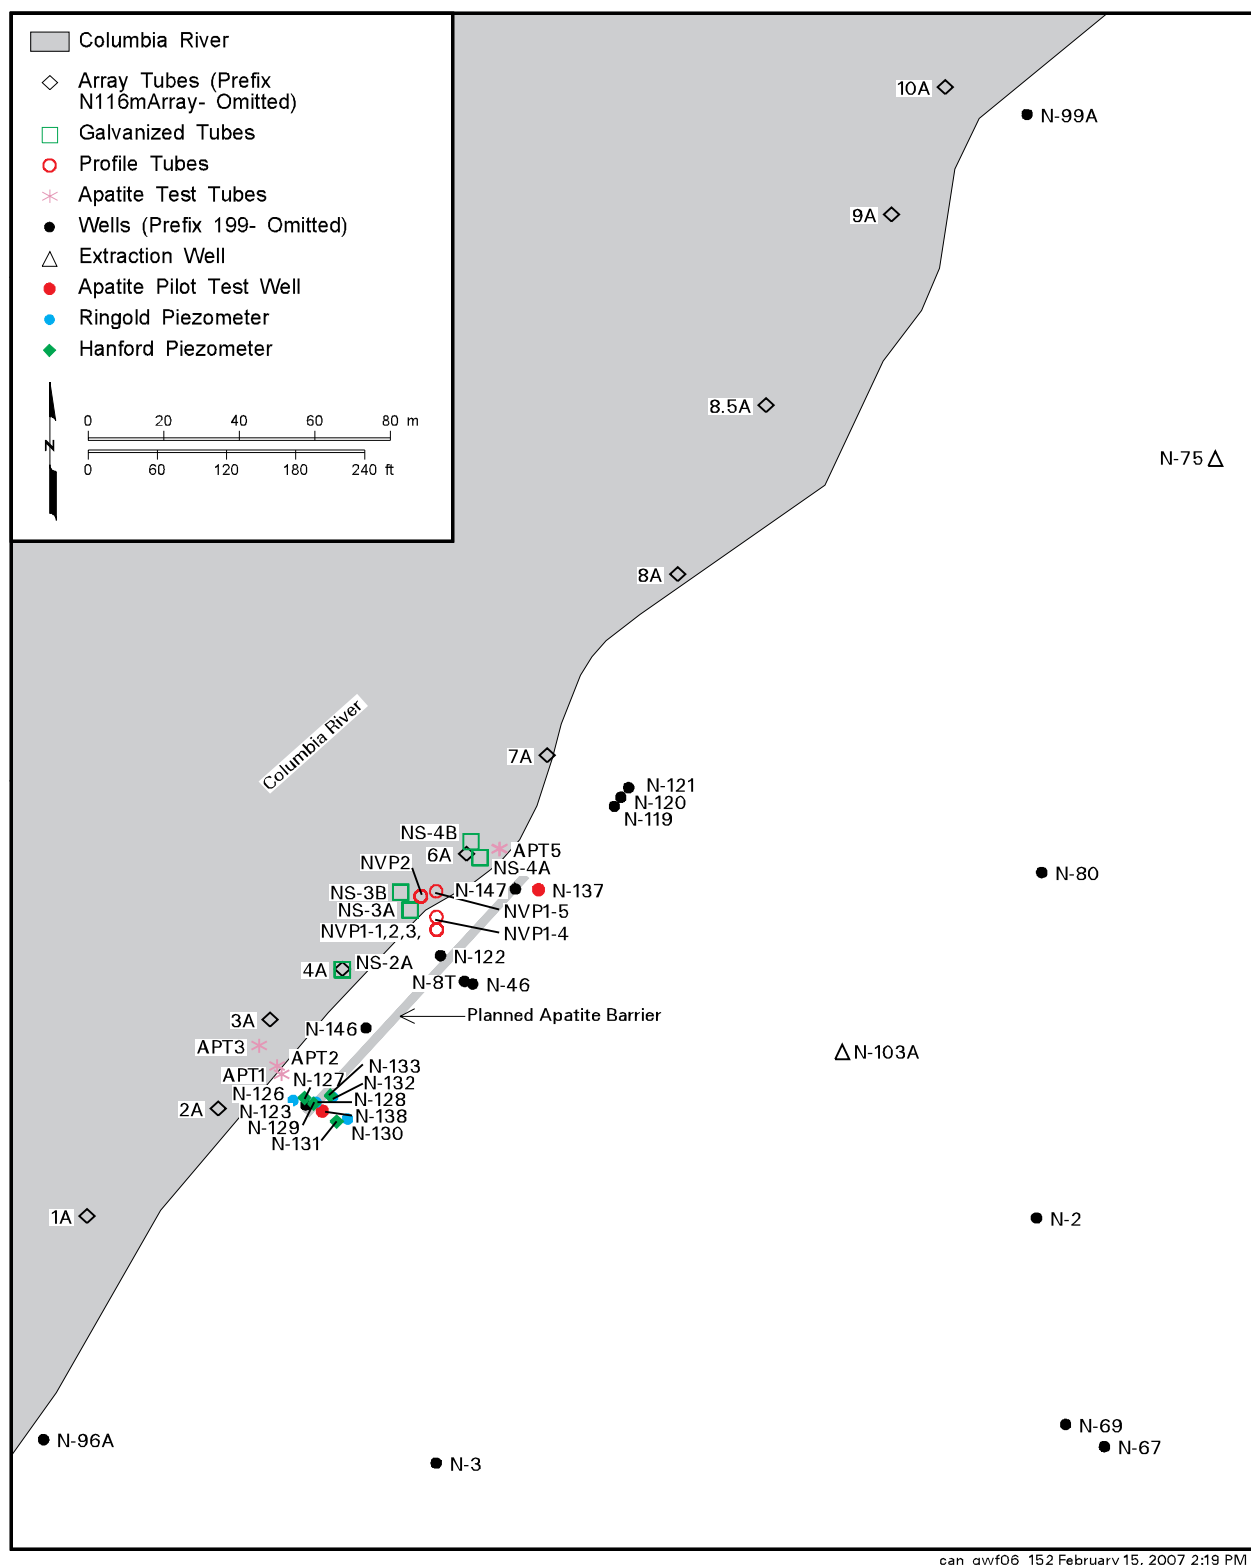 Columbia River
Array Tubes (Prefix
N116mArray- Omitted)
Galvanized Tubes
Profile Tubes
Apatite Test Tubes
Wells (Prefix 199- Omitted)
Extraction Well
Apatite Pilot Test Well
Ringold Piezometer
Hanford Piezometer
N
0 20 40 60 80 m
0 60 120 180 240 ft
10A
N-99A
9A
8.5A
N-75
8A
Columbia River
7A
N-121
N-120
N-119
NS-4B
6A
APT5
NVP2
NS-4A
N-80
NS-3B
N-147
N-137
NS-3A
NVP1-5
NVP1-1,2,3,
NVP1-4
N-122
4A
NS-2A
N-8T
N-46
3A
Planned Apatite Barrier
N-146
APT3
N-103A
APT2
N-133
APT1
N-127
N-132
N-126
N-128
2A
N-123
N-138
N-129
N-130
N-131
1A
N-2
N-69
N-96A
N-67
N-3
can_gwf06_152 February 15, 2007 2:19 PM